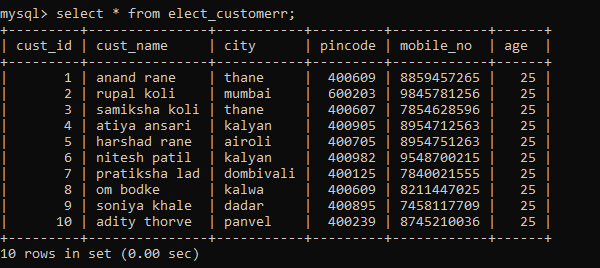 mysql> select * from elect_customerr;
+---------+---------------+-----------+---------+------------+------+
| cust_id | cust_name     | city      | pincode | mobile_no  | age  |
+---------+---------------+-----------+---------+------------+------+
|       1 | anand rane    | thane     |  400609 | 8859457265 |   25 |
|       2 | rupal koli    | mumbai    |  600203 | 9845781256 |   25 |
|       3 | samiksha koli | thane     |  400607 | 7854628596 |   25 |
|       4 | atiya ansari  | kalyan    |  400905 | 8954712563 |   25 |
|       5 | harshad rane  | airoli    |  400705 | 8954751263 |   25 |
|       6 | nitesh patil  | kalyan    |  400982 | 9548700215 |   25 |
|       7 | pratiksha lad | dombivali |  400125 | 7840021555 |   25 |
|       8 | om bodke      | kalwa     |  400609 | 8211447025 |   25 |
|       9 | soniya khale  | dadar     |  400895 | 7458117709 |   25 |
|      10 | adity thorve  | panvel    |  400239 | 8745210036 |   25 |
+---------+---------------+-----------+---------+------------+------+
10 rows in set (0.00 sec)